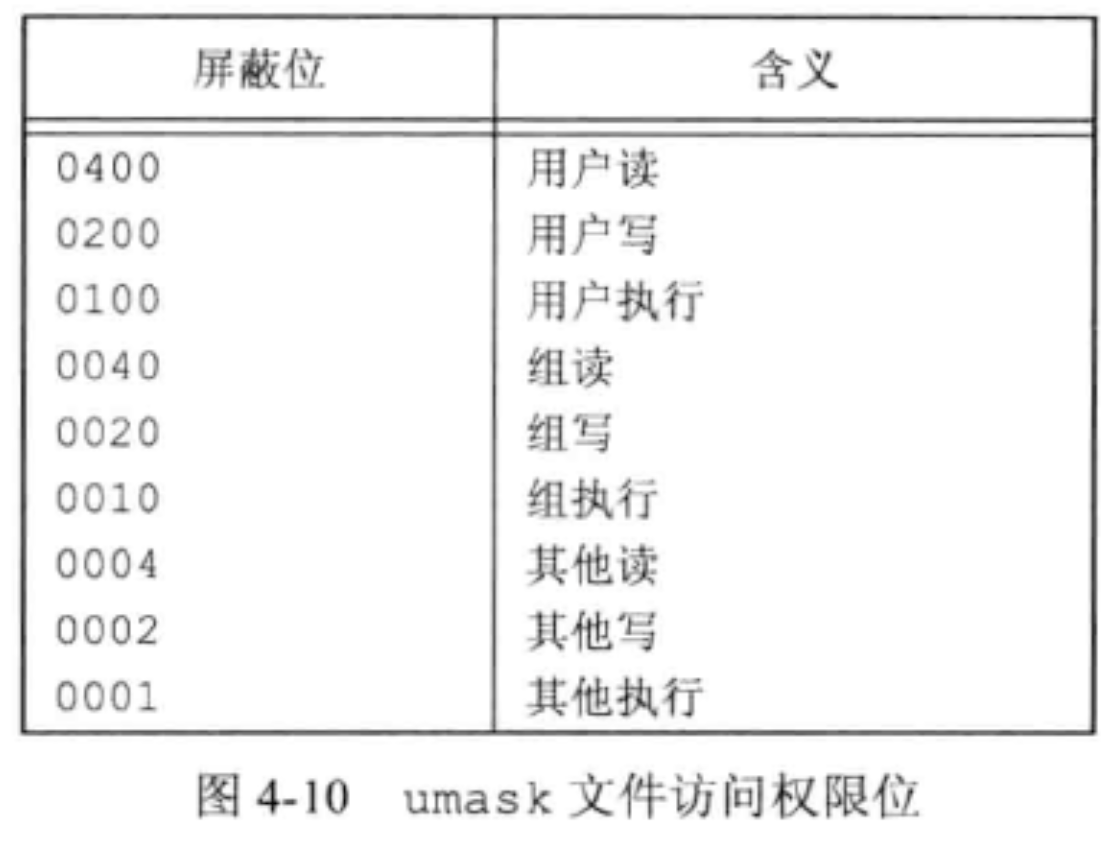 屏蔽位 含义
0400 用户读
0200 用户写
0100 用户执行
0040 组读
0020 组写
0010 组执行
0004 其他读
0002 其他写
0001 其他执行
图 4-10 umask 文件访问权限位